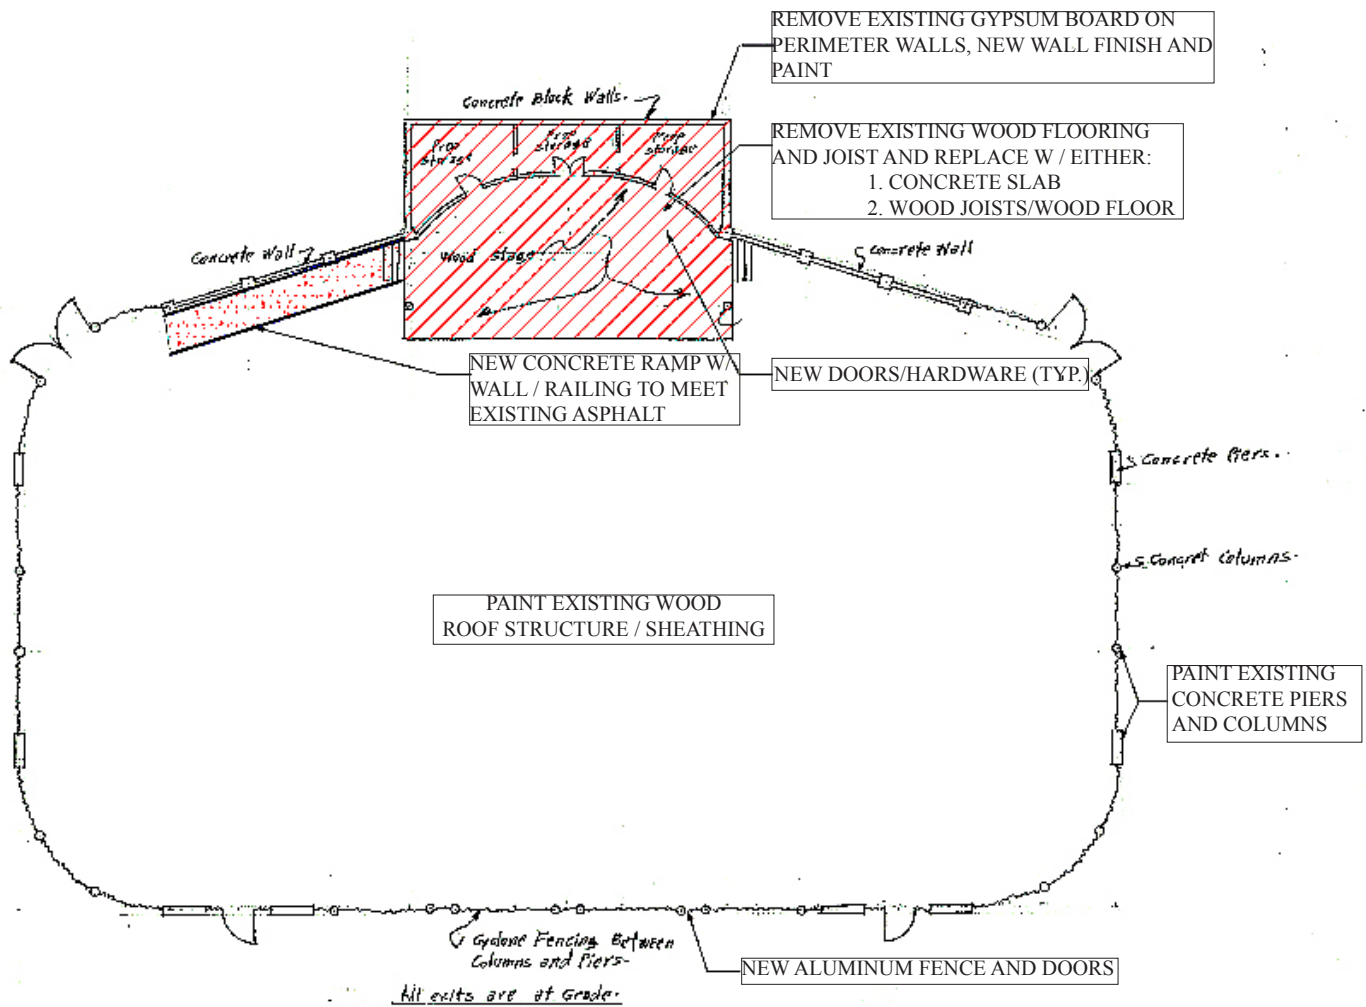 REMOVE EXISTING GYPSUM BOARD ON
PERIMETER WALLS, NEW WALL FINISH AND
PAINT
Concrete Block Walls.
REMOVE EXISTING WOOD FLOORING
AND JOIST AND REPLACE W / EITHER:
1. CONCRETE SLAB
2. WOOD JOISTS/WOOD FLOOR
Prop
storage
Prop
storage
Prop
storage
Concrete Wall
Wood stage
Concrete Wall
NEW CONCRETE RAMP W/
WALL / RAILING TO MEET
EXISTING ASPHALT
NEW DOORS/HARDWARE (TYP.)
Concrete Piers.
Concret Columns.
PAINT EXISTING WOOD
ROOF STRUCTURE / SHEATHING
PAINT EXISTING
CONCRETE PIERS
AND COLUMNS
Cyclone Fencing Between
Columns and Piers-
NEW ALUMINUM FENCE AND DOORS
All exits are at Grade.